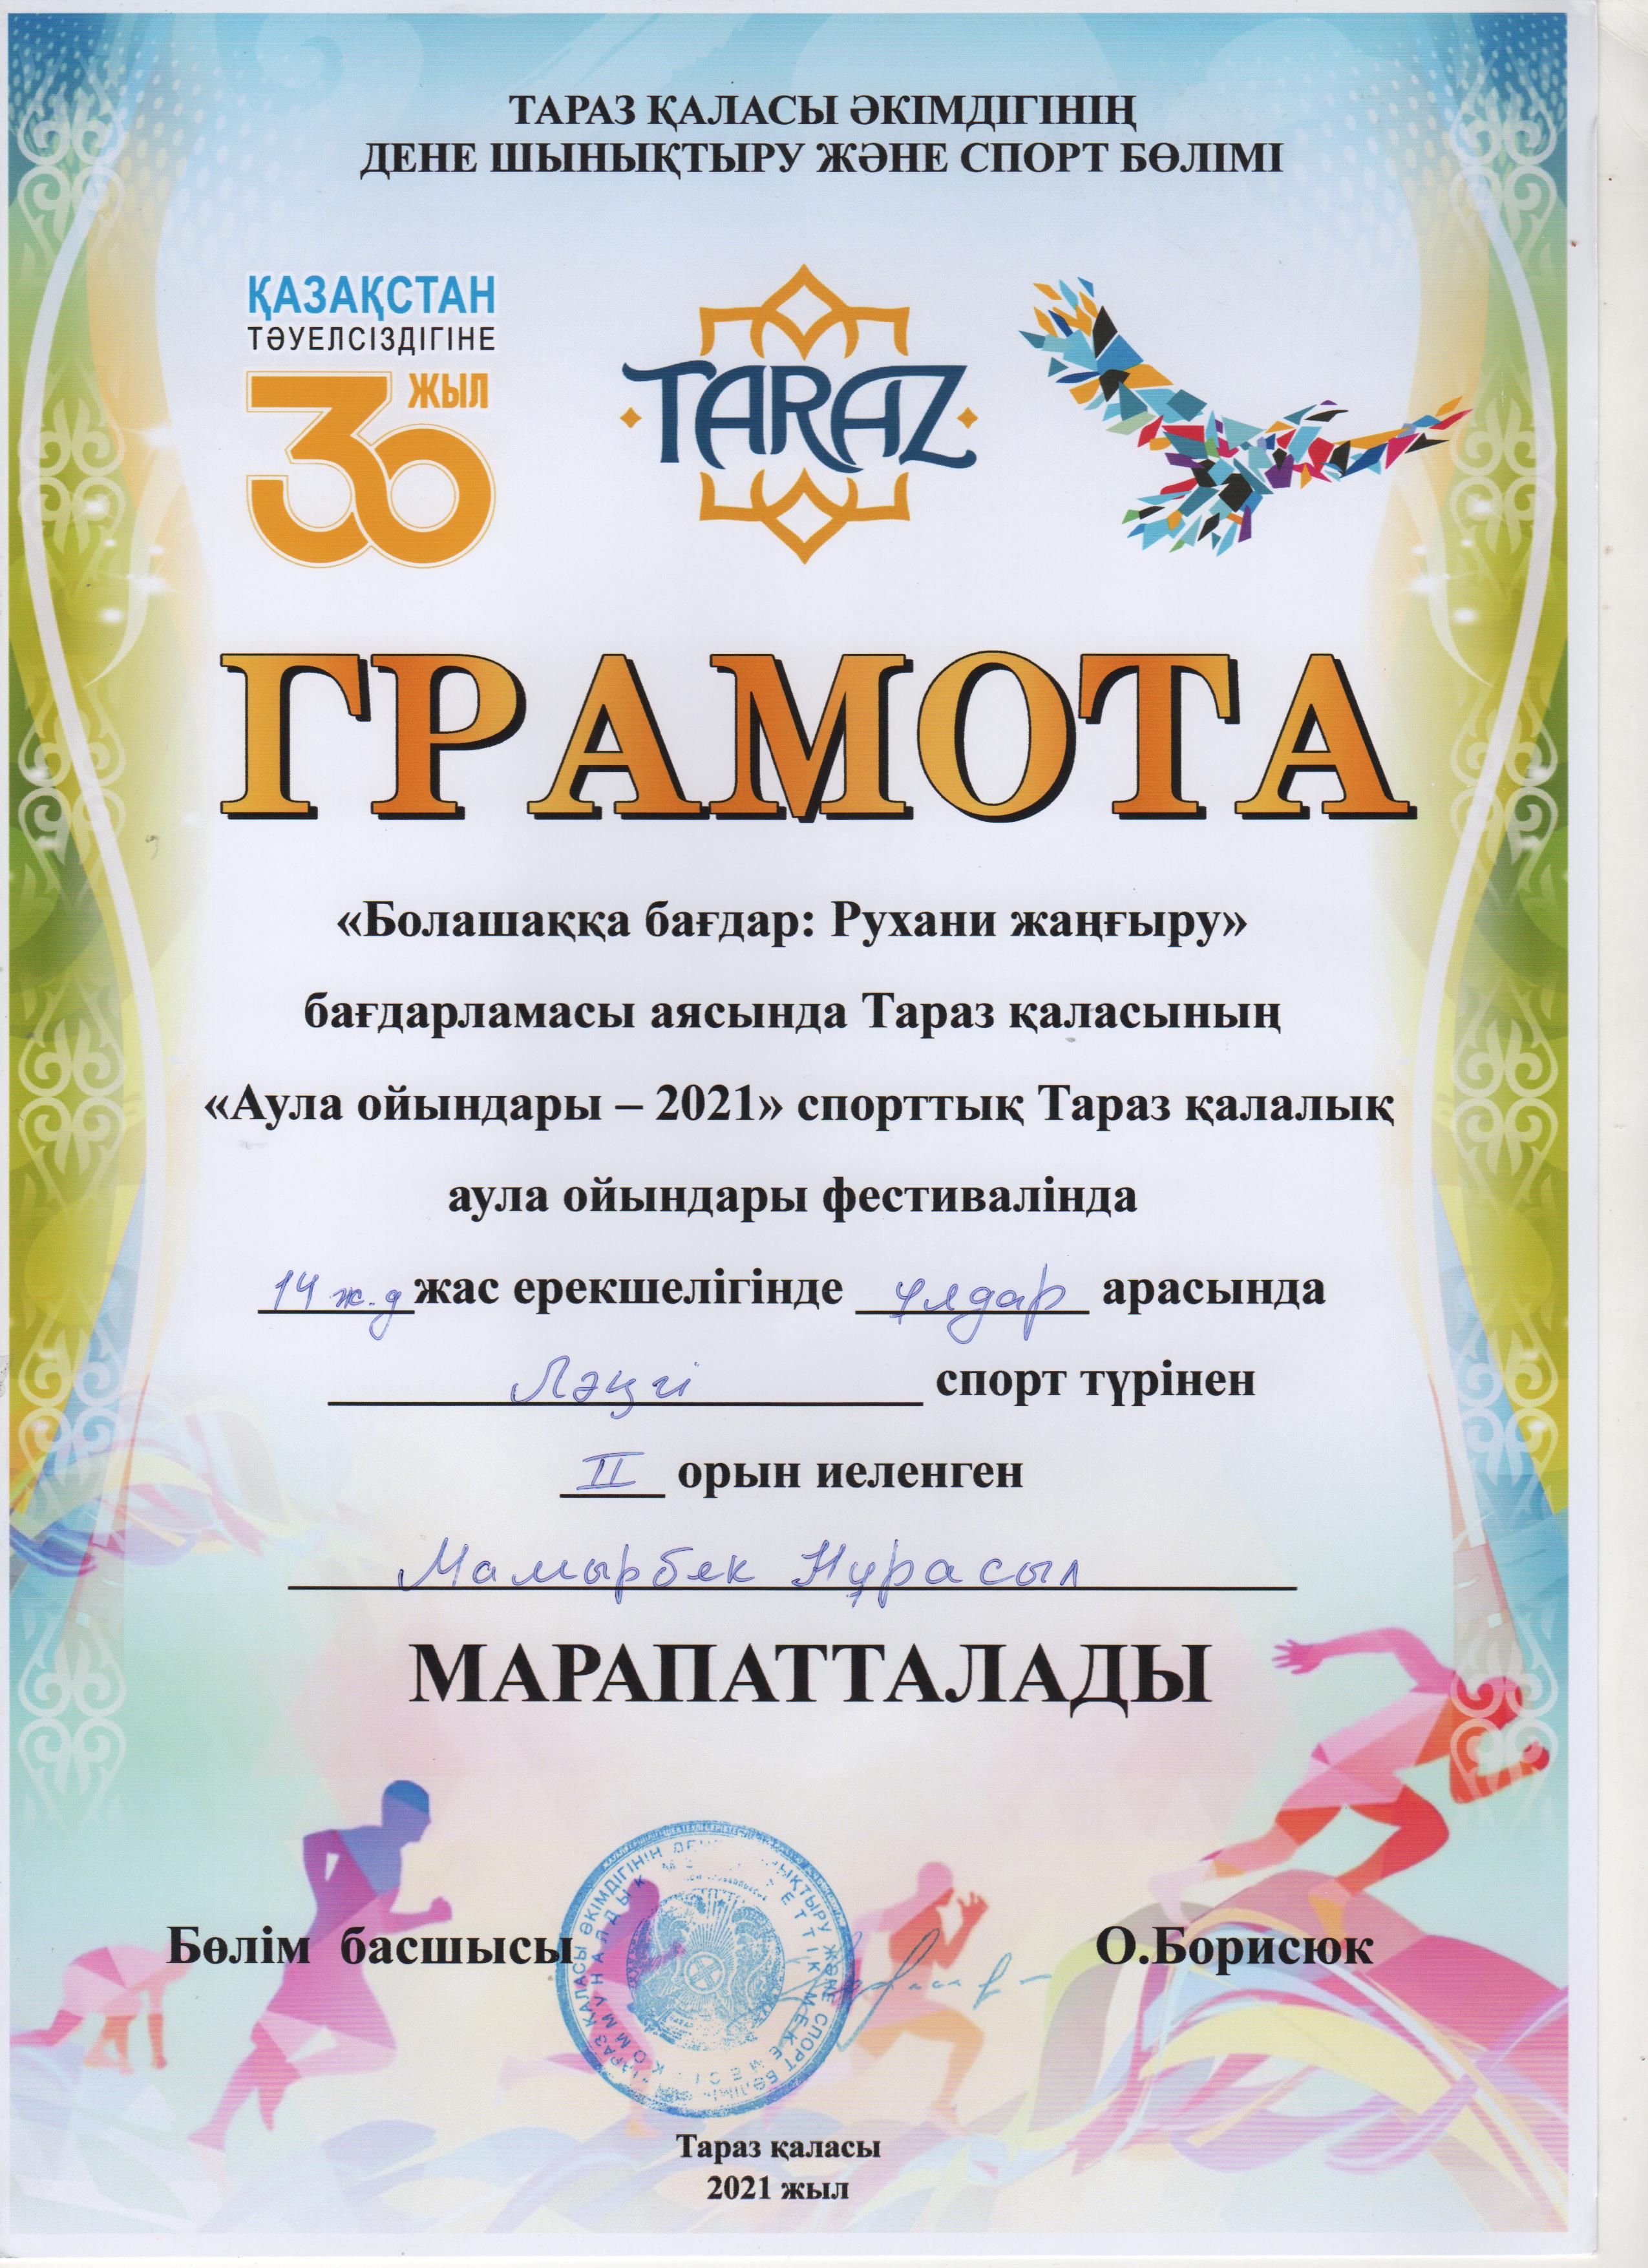 ТАРАЗ ҚАЛАСЫ ӘКІМДІГІНІҢ
ДЕНЕ ШЫНЫҚТЫРУ ЖӘНЕ СПОРТ БӨЛІМІ
ҚАЗАҚСТАН
ТӘУЕЛСІЗДІГІНЕ
30 ЖЫЛ
TARAZ
ГРАМОТА
«Болашаққа бағдар: Рухани жаңғыру»
бағдарламасы аясында Тараз қаласының
«Аула ойындары – 2021» спорттық Тараз қалалық
аула ойындары фестивалінда
14 ж.д жас ерекшелігінде ұлдар арасында
Ләңгі спорт түрінен
II орын иеленген
Мамырбек Нұрасыл
МАРАПАТТАЛАДЫ
Бөлім басшысы О.Борисюк
Тараз қаласы
2021 жыл